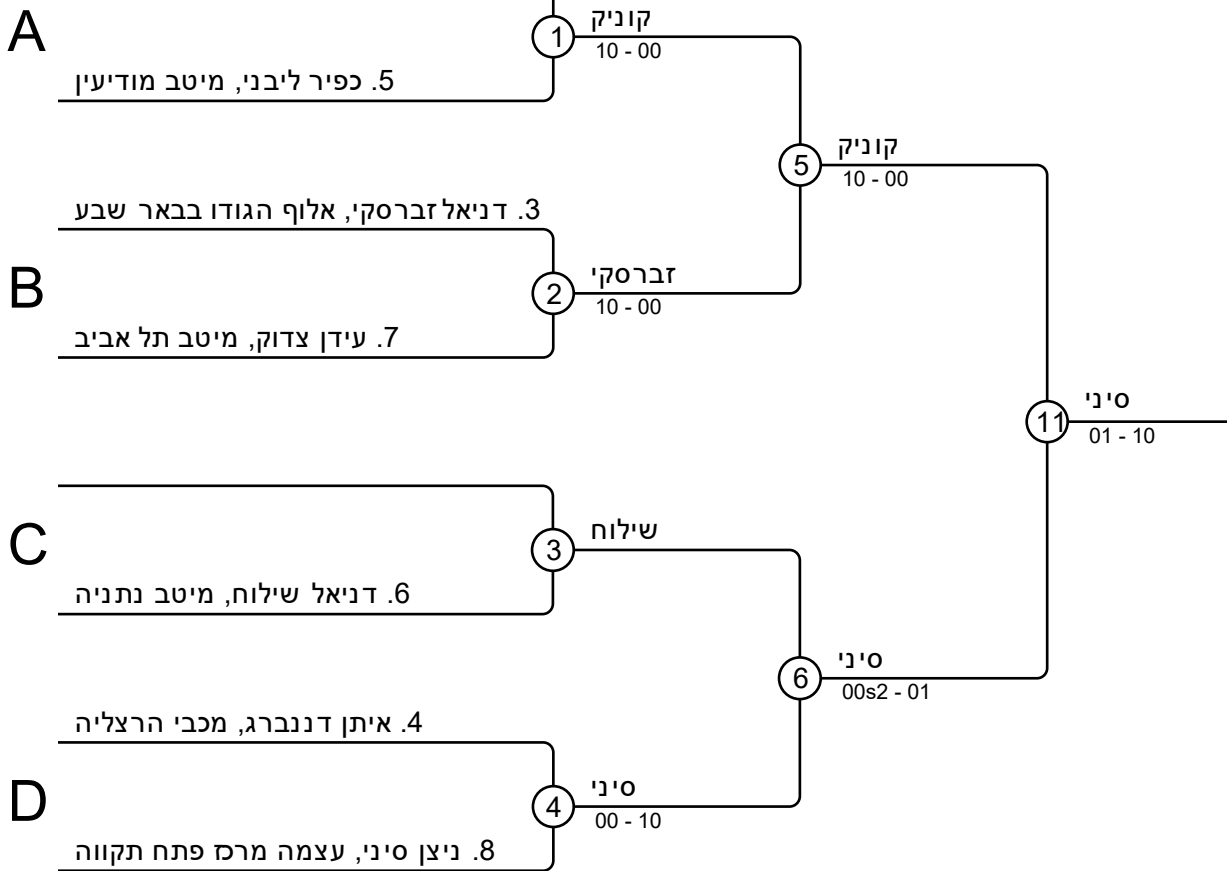 A
1
קוניק
10 - 00
5. כפיר ליבני, מיטב מודיעין
5
קוניק
10 - 00
3. דניאל זברסקי, אלוף הגודו בבאר שבע
B
2
זברסקי
10 - 00
7. עידן צדוק, מיטב תל אביב
11
סיני
01 - 10
C
3
שילוח
6. דניאל שילוח, מיטב נתניה
6
סיני
00s2 - 01
4. איתן דננברג, מכבי הרצליה
D
4
סיני
00 - 10
8. ניצן סיני, עצמה מרכז פתח תקווה